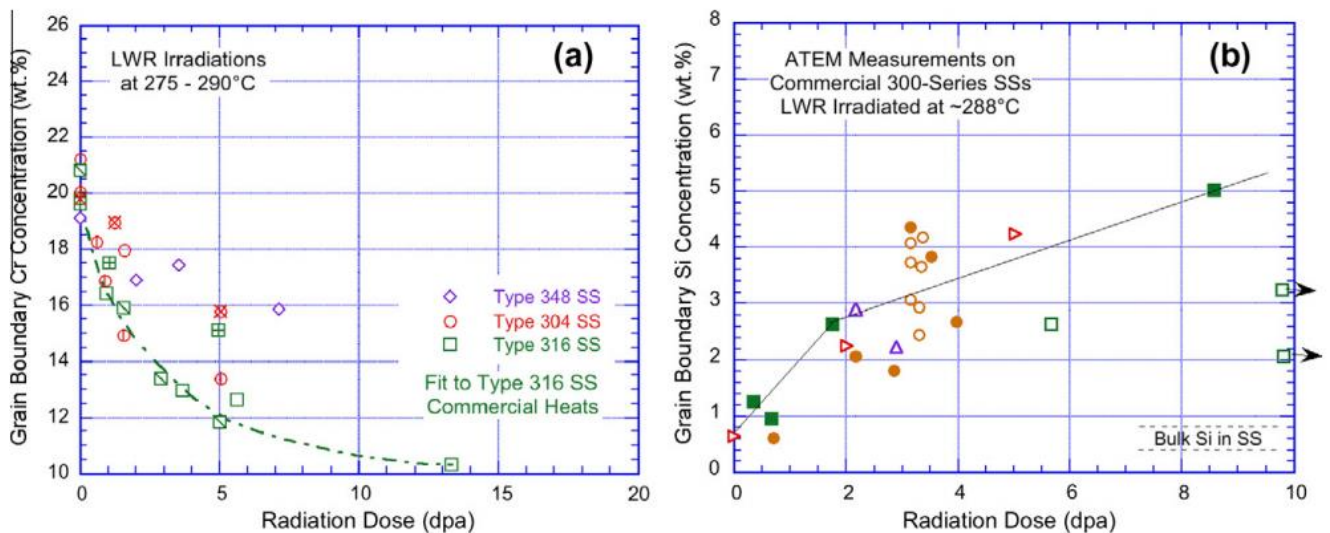 (a)
LWR Irradiations
at 275 - 290°C
Type 348 SS
Type 304 SS
Type 316 SS
Fit to Type 316 SS
Commercial Heats
Grain Boundary Cr Concentration (wt.%)
26
24
22
20
18
16
14
12
10
0
5
10
15
20
Radiation Dose (dpa)
(b)
ATEM Measurements on
Commercial 300-Series SSs
LWR Irradiated at ~288°C
Bulk Si in SS
Grain Boundary Si Concentration (wt.%)
8
7
6
5
4
3
2
1
0
0
2
4
6
8
10
Radiation Dose (dpa)